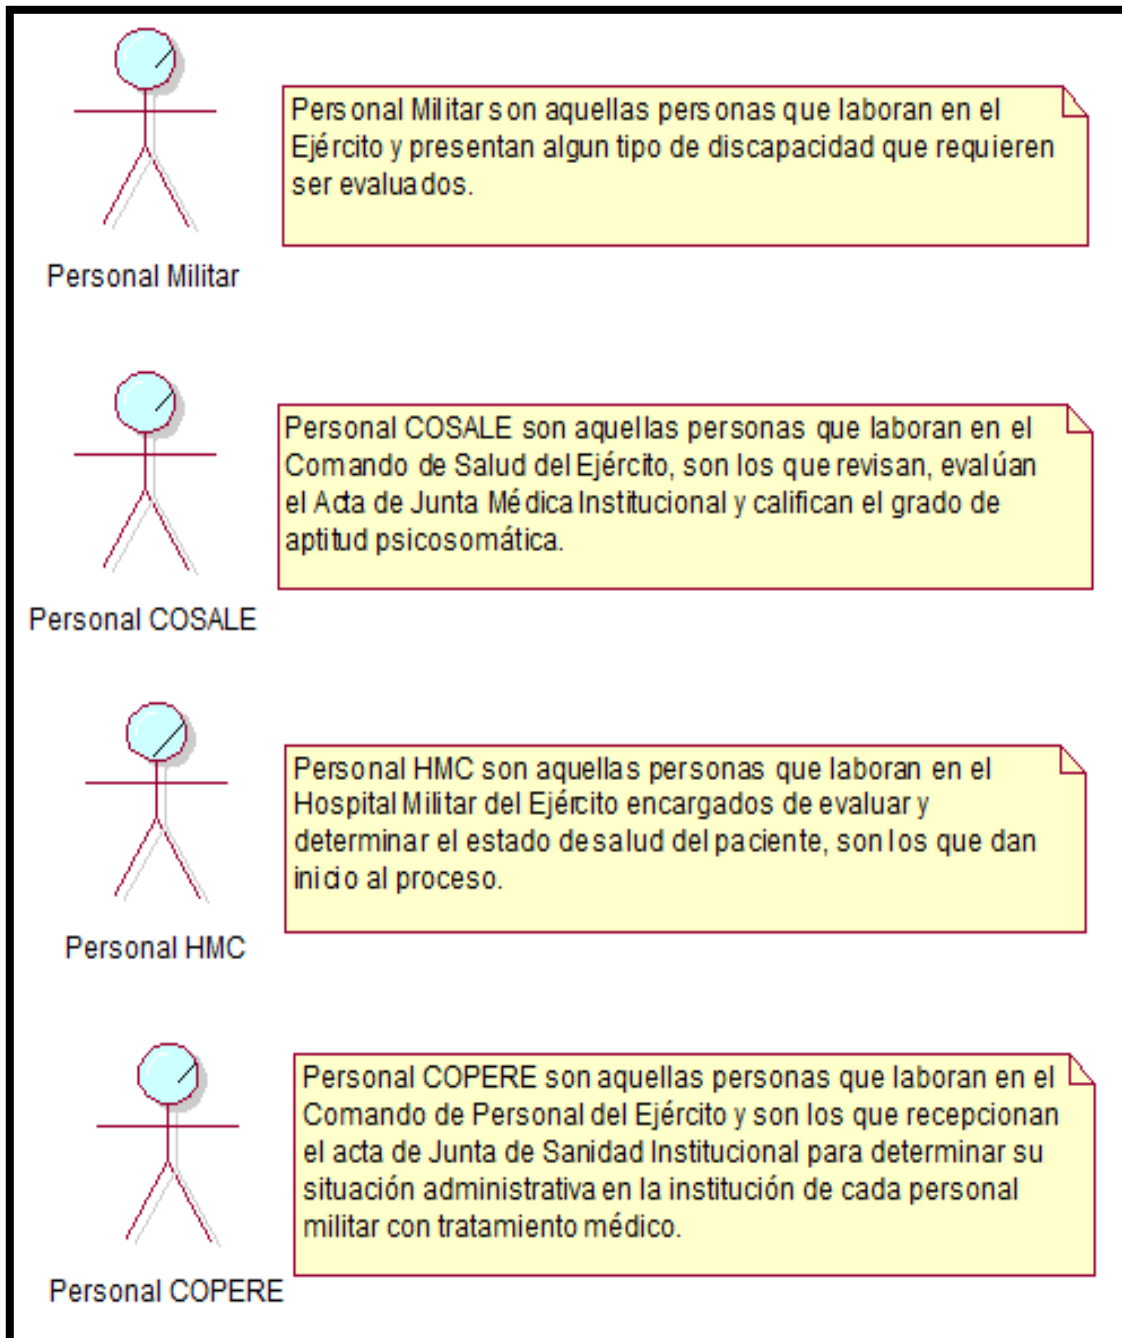 Personal Militar son aquellas personas que laboran en el
Ejército y presentan algun tipo de discapacidad que requieren
ser evaluados.
Personal Militar
Personal COSALE son aquellas personas que laboran en el
Comando de Salud del Ejército, son los que revisan, evalúan
el Acta de Junta Médica Institucional y califican el grado de
aptitud psicosomática.
Personal COSALE
Personal HMC son aquellas personas que laboran en el
Hospital Militar del Ejército encargados de evaluar y
determinar el estado de salud del paciente, son los que dan
inicio al proceso.
Personal HMC
Personal COPERE son aquellas personas que laboran en el
Comando de Personal del Ejército y son los que recepcionan
el acta de Junta de Sanidad Institucional para determinar su
situación administrativa en la institución de cada personal
militar con tratamiento médico.
Personal COPERE